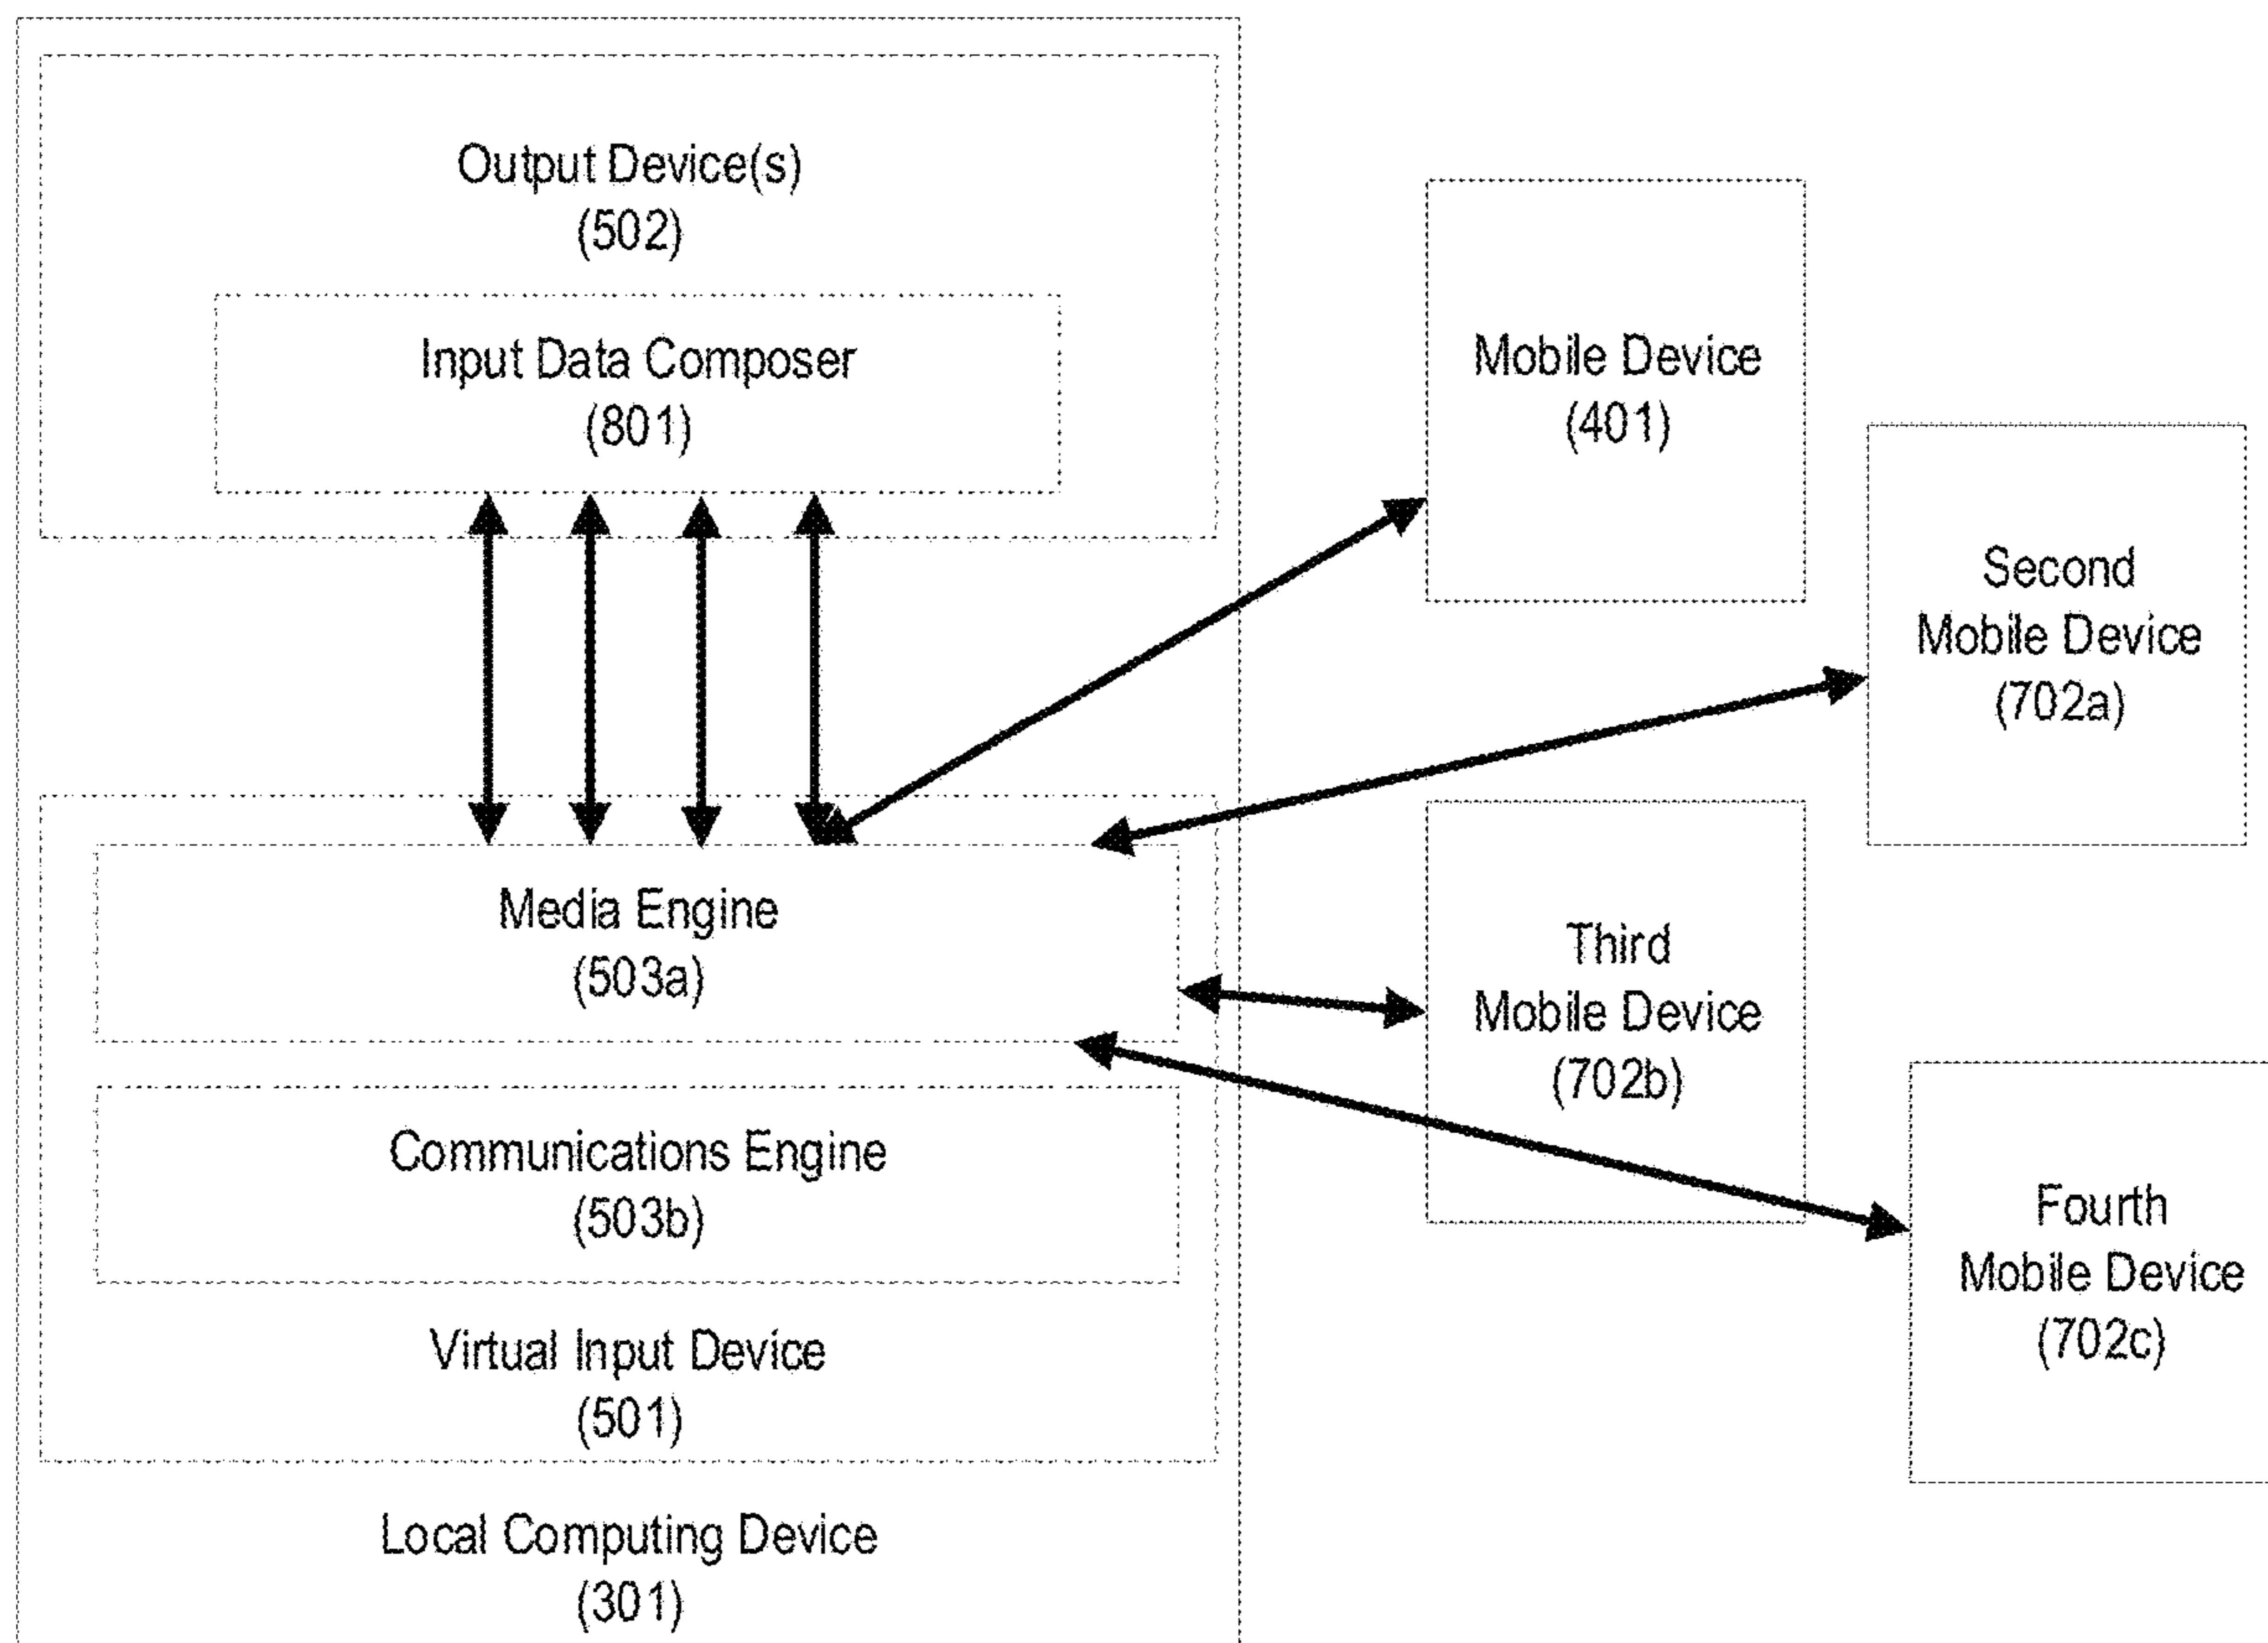 Output Device(s)
(502)
Input Data Composer
(801)
Media Engine
(503a)
Communications Engine
(503b)
Virtual Input Device
(501)
Local Computing Device
(301)
Mobile Device
(401)
Second
Mobile Device
(702a)
Third
Mobile Device
(702b)
Fourth
Mobile Device
(702c)